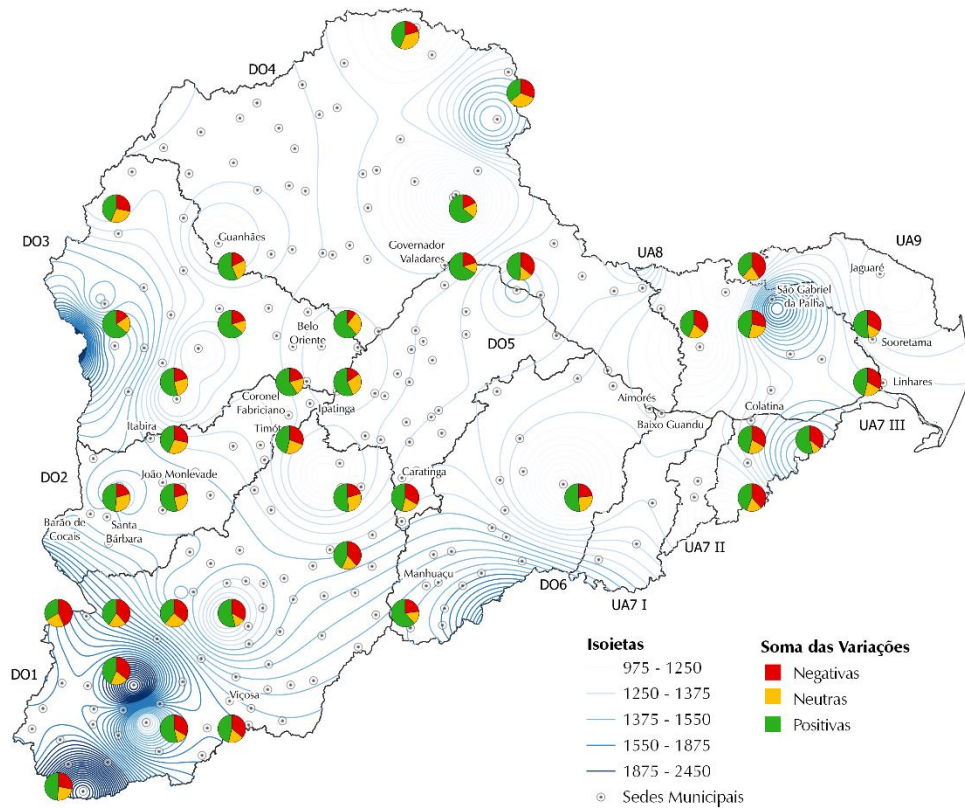 DO4
DO3
Guanhães
Governador
Valadares
UA8
UA9
Jaguaré
São Gabriel
da Palha
Sooretama
Belo
Oriente
DO5
Linhares
Aimorés
Coronel
Fabriciano
Ipatinga
Colatina
UA7 III
Itabira
Timót
Baixo Guandu
DO2
João Monlevade
Caratinga
Barão de
Cocais
Santa
Bárbara
UA7 II
Manhuaçu
DO6
UA7 I
DO1
Viçosa
Isoietas
975 - 1250
1250 - 1375
1375 - 1550
1550 - 1875
1875 - 2450
Sedes Municipais
Soma das Variações
Negativas
Neutras
Positivas